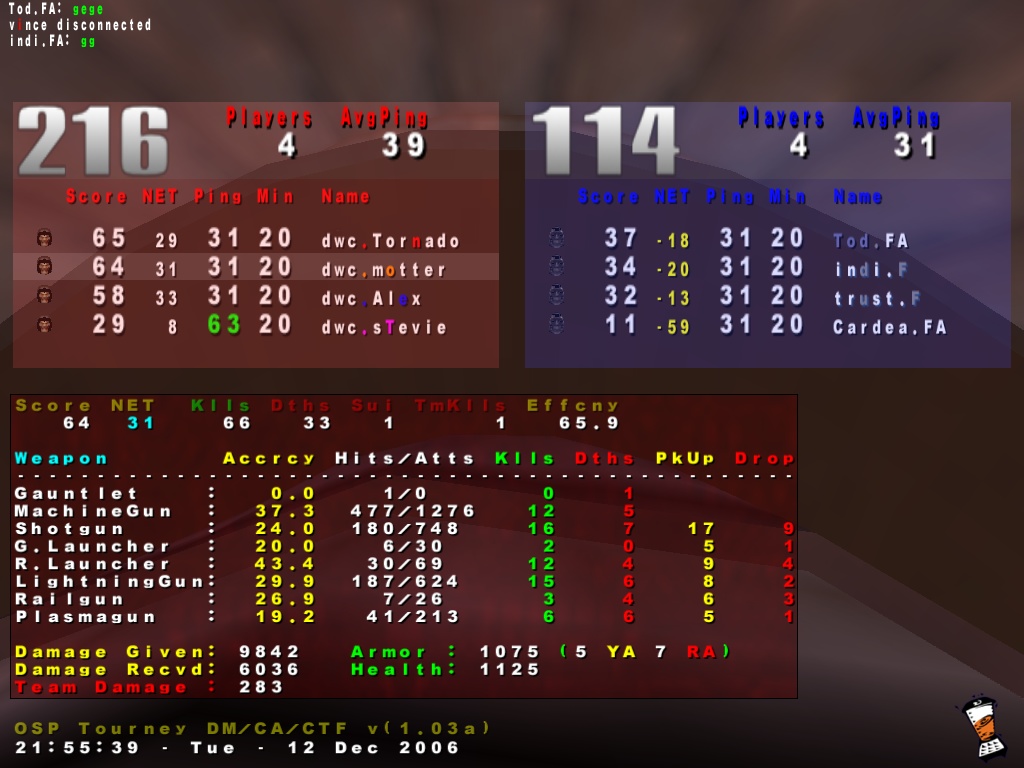 Tod.FA: gege
vince disconnected
indi.FA: gg
216 Players AvgPing
4 39
Score NET Ping Min Name
65 29 31 20 dwc.Tornado
64 31 31 20 dwc.motter
58 33 31 20 dwc.Alex
29 8 63 20 dwc.sTevie
114 Players AvgPing
4 31
Score NET Ping Min Name
37 -18 31 20 Tod.FA
34 -20 31 20 indi.F
32 -13 31 20 trust.F
11 -59 31 20 Cardea.FA
Score NET Klls Dths Sui TmKlls Effcny
64 31 66 33 1 1 65.9
Weapon Accrcy Hits/Atts Klls Dths PkUp Drop
Gauntlet : 0.0 1/0 0 1
MachineGun : 37.3 477/1276 12 5
Shotgun : 24.0 180/748 16 7 17 9
G.Launcher : 20.0 6/30 2 0 5 1
R.Launcher : 43.4 30/69 12 4 9 4
LightningGun: 29.9 187/624 15 6 8 2
Railgun : 26.9 7/26 3 4 6 3
Plasmagun : 19.2 41/213 6 6 5 1
Damage Given: 9842 Armor : 1075 (5 YA 7 RA)
Damage Recvd: 6036 Health: 1125
Team Damage : 283
OSP Tourney DM/CA/CTF v(1.03a)
21:55:39 - Tue - 12 Dec 2006